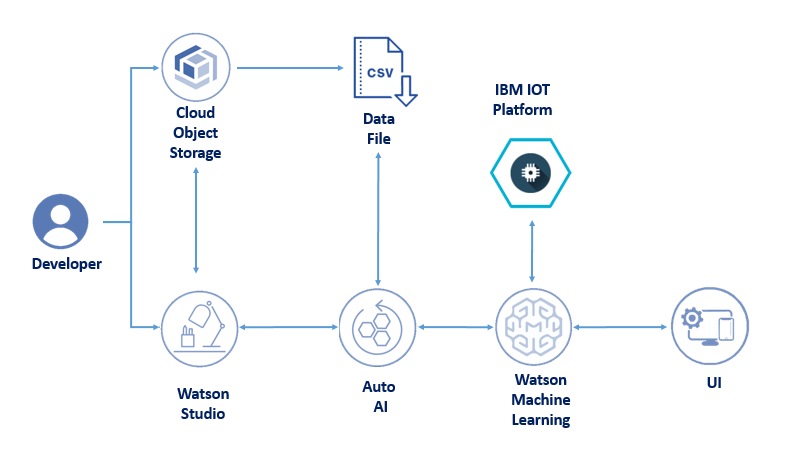 CSV
IBM IOT
Platform
Cloud
Object
Storage
Data
File
Developer
Watson
Studio
Auto
AI
Watson
Machine
Learning
UI